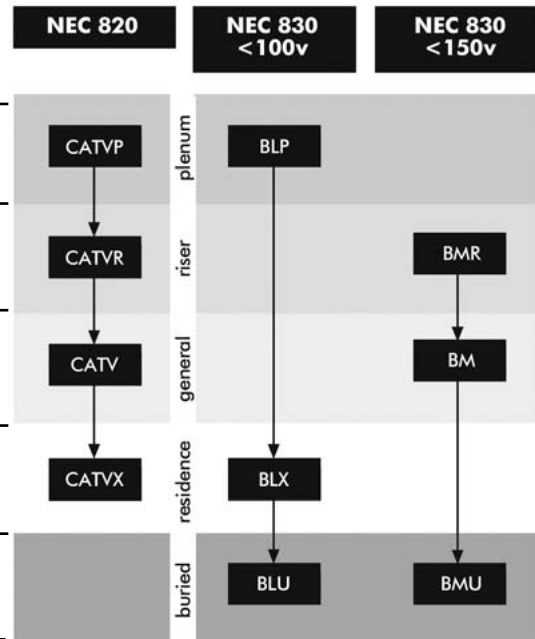 NEC 820
NEC 830
<100v
NEC 830
<150v
plenum
CATVP
BLP
riser
CATVR
BMR
general
CATV
BM
residence
CATVX
BLX
buried
BLU
BMU